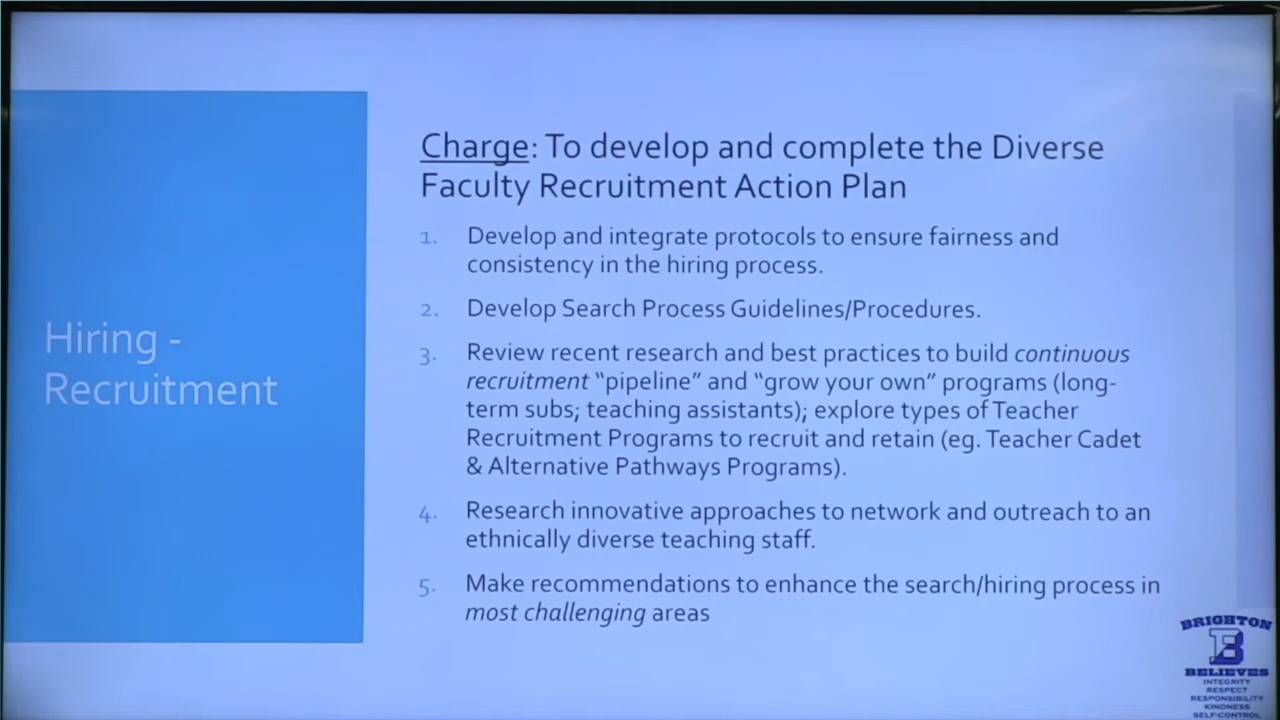 Hiring -
Recruitment
Charge: To develop and complete the Diverse
Faculty Recruitment Action Plan
1. Develop and integrate protocols to ensure fairness and
consistency in the hiring process.
2. Develop Search Process Guidelines/Procedures.
3. Review recent research and best practices to build continuous
recruitment “pipeline” and “grow your own” programs (long-
term subs; teaching assistants); explore types of Teacher
Recruitment Programs to recruit and retain (eg. Teacher Cadet
& Alternative Pathways Programs).
4. Research innovative approaches to network and outreach to an
ethnically diverse teaching staff.
5. Make recommendations to enhance the search/hiring process in
most challenging areas
BRIGHTON
B
BELIEVES
INTEGRITY
RESPECT
RESPONSIBILITY
KINDNESS
SELF-CONTROL